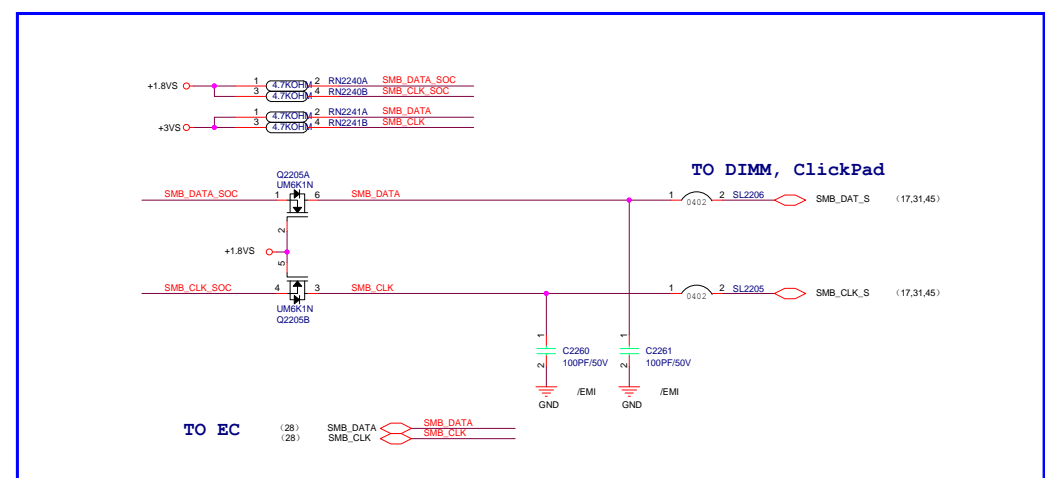 +1.8VS 1 4.7KOHM 2 RN2240A SMB_DATA_SOC
3 4.7KOHM 4 RN2240B SMB_CLK_SOC
1 4.7KOHM 2 RN2241A SMB_DATA
+3VS 3 4.7KOHM 4 RN2241B SMB_CLK
TO DIMM, ClickPad
Q2205A
UM6K1N
SMB_DATA_SOC 1 6 SMB_DATA 1 0402 2 SL2206 SMB_DAT_S (17,31,45)
2
+1.8VS
5
SMB_CLK_SOC 4 3 SMB_CLK 1 0402 2 SL2205 SMB_CLK_S (17,31,45)
UM6K1N
Q2205B
1 C2260 1 C2261
2 100PF/50V 2 100PF/50V
/EMI /EMI
GND GND
TO EC (28) SMB_DATA SMB_DATA
(28) SMB_CLK SMB_CLK